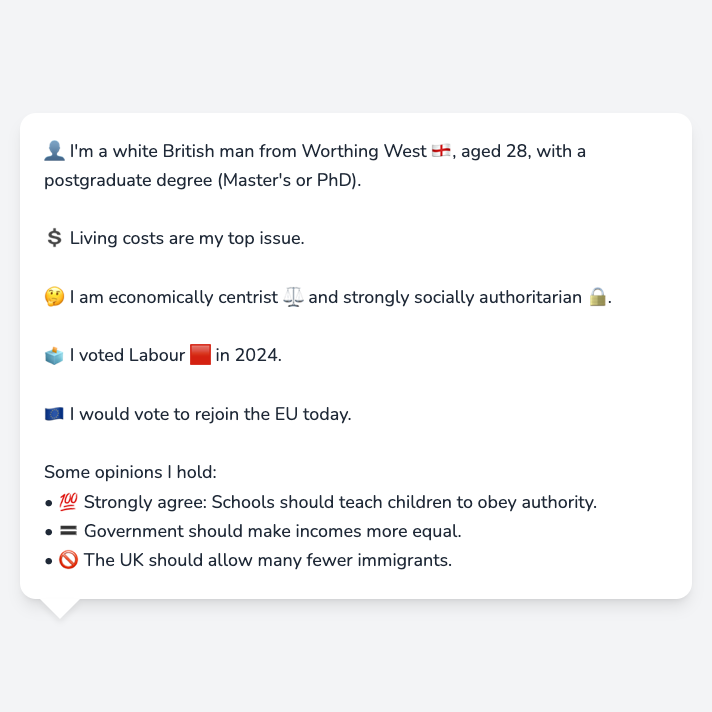 👤 I'm a white British man from Worthing West 🏴󠁧󠁢󠁥󠁮󠁧󠁿, aged 28, with a
postgraduate degree (Master's or PhD).
💲 Living costs are my top issue.
🤔 I am economically centrist ⚖️ and strongly socially authoritarian 🔒.
🗳️ I voted Labour 🟥 in 2024.
🇪🇺 I would vote to rejoin the EU today.
Some opinions I hold:
• 💯 Strongly agree: Schools should teach children to obey authority.
• 🟰 Government should make incomes more equal.
• 🚫 The UK should allow many fewer immigrants.